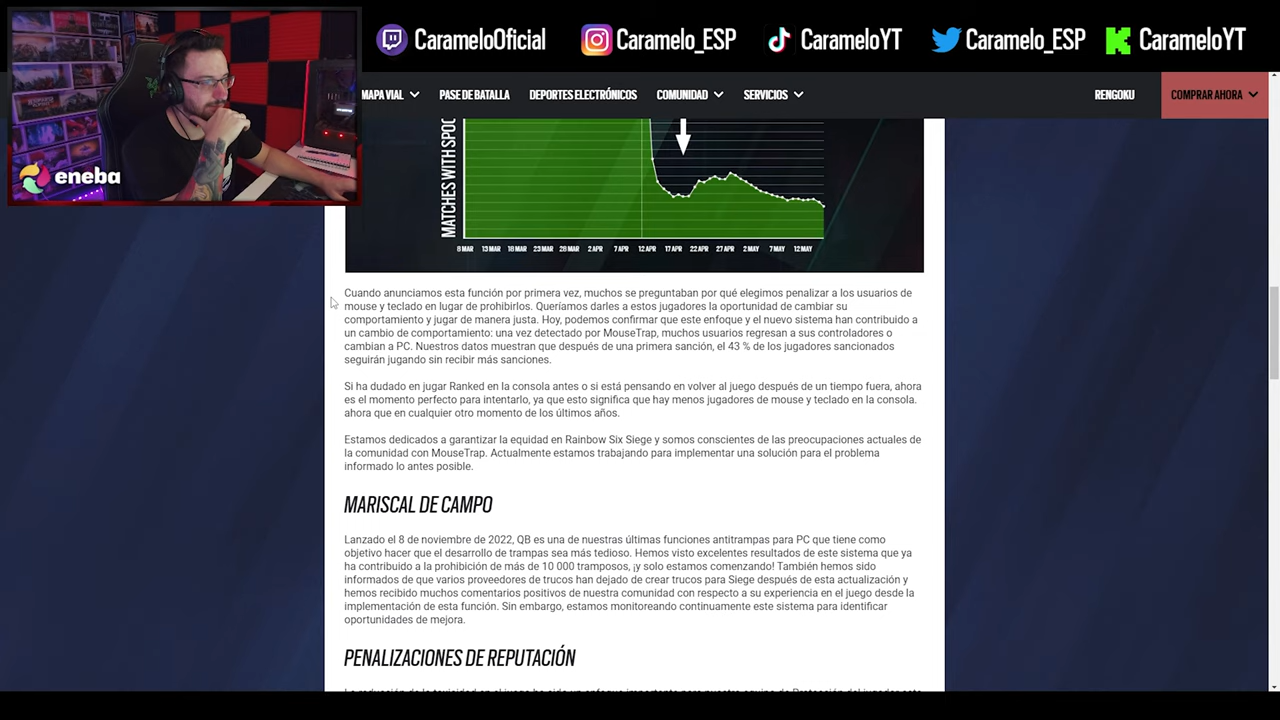 CarameloOficial
Caramelo_ESP
CarameloYT
Caramelo_ESP
CarameloYT
MAPA VIAL
PASE DE BATALLA
DEPORTES ELECTRÓNICOS
COMUNIDAD
SERVICIOS
RENGOKU
COMPRAR AHORA
eneba
MATCHES WITH SPOO
8 MAR 13 MAR 18 MAR 23 MAR 28 MAR 2 APR 7 APR 12 APR 17 APR 22 APR 27 APR 2 MAY 7 MAY 12 MAY
Cuando anunciamos esta función por primera vez, muchos se preguntaban por qué elegimos penalizar a los usuarios de
mouse y teclado en lugar de prohibirlos. Queríamos darles a estos jugadores la oportunidad de cambiar su
comportamiento y jugar de manera justa. Hoy, podemos confirmar que este enfoque y el nuevo sistema han contribuido a
un cambio de comportamiento: una vez detectado por MouseTrap, muchos usuarios regresan a sus controladores o
cambian a PC. Nuestros datos muestran que después de una primera sanción, el 43 % de los jugadores sancionados
seguirán jugando sin recibir más sanciones.
Si ha dudado en jugar Ranked en la consola antes o si está pensando en volver al juego después de un tiempo fuera, ahora
es el momento perfecto para intentarlo, ya que esto significa que hay menos jugadores de mouse y teclado en la consola.
ahora que en cualquier otro momento de los últimos años.
Estamos dedicados a garantizar la equidad en Rainbow Six Siege y somos conscientes de las preocupaciones actuales de
la comunidad con MouseTrap. Actualmente estamos trabajando para implementar una solución para el problema
informado lo antes posible.
MARISCAL DE CAMPO
Lanzado el 8 de noviembre de 2022, QB es una de nuestras últimas funciones antitrampas para PC que tiene como
objetivo hacer que el desarrollo de trampas sea más tedioso. Hemos visto excelentes resultados de este sistema que ya
ha contribuido a la prohibición de más de 10 000 tramposos, ¡y solo estamos comenzando! También hemos sido
informados de que varios proveedores de trucos han dejado de crear trucos para Siege después de esta actualización y
hemos recibido muchos comentarios positivos de nuestra comunidad con respecto a su experiencia en el juego desde la
implementación de esta función. Sin embargo, estamos monitoreando continuamente este sistema para identificar
oportunidades de mejora.
PENALIZACIONES DE REPUTACIÓN